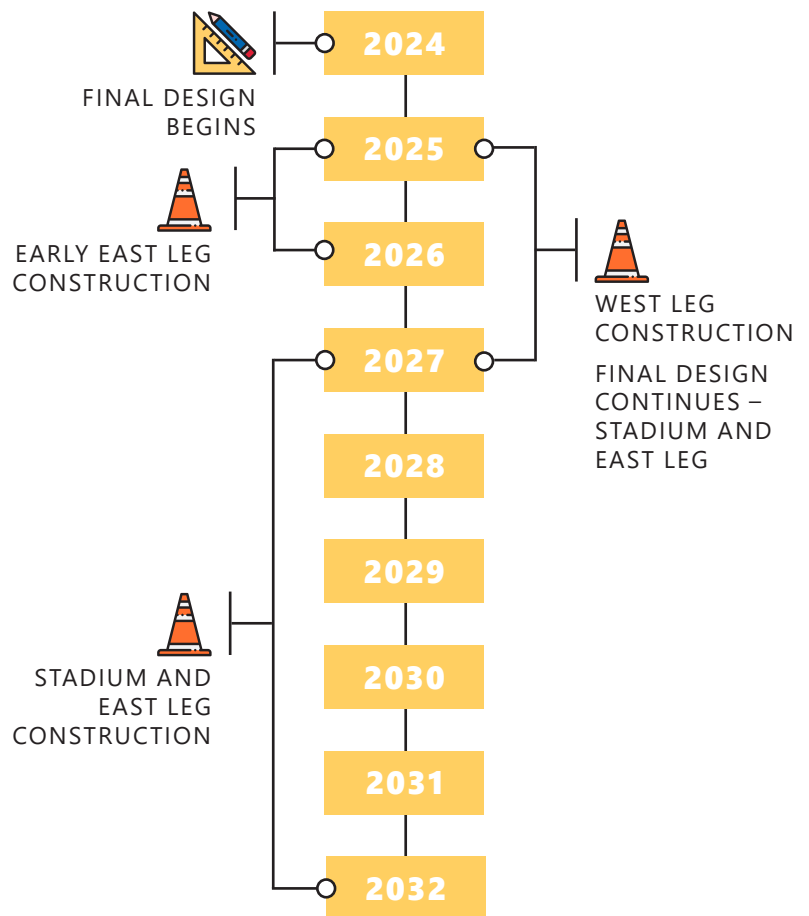 2024
FINAL DESIGN
BEGINS
2025
EARLY EAST LEG
CONSTRUCTION
2026
WEST LEG
CONSTRUCTION
FINAL DESIGN
CONTINUES –
STADIUM AND
EAST LEG
2027
2028
2029
STADIUM AND
EAST LEG
CONSTRUCTION
2030
2031
2032